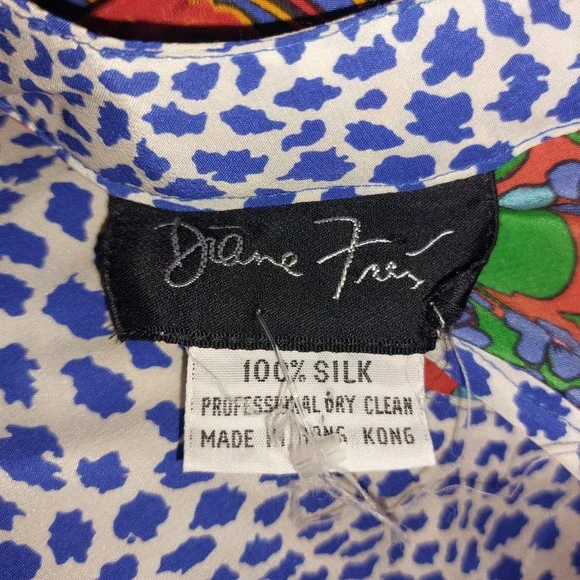 Diane Freis
100% SILK
PROFESSIONAL DRY CLEAN
MADE IN HONG KONG